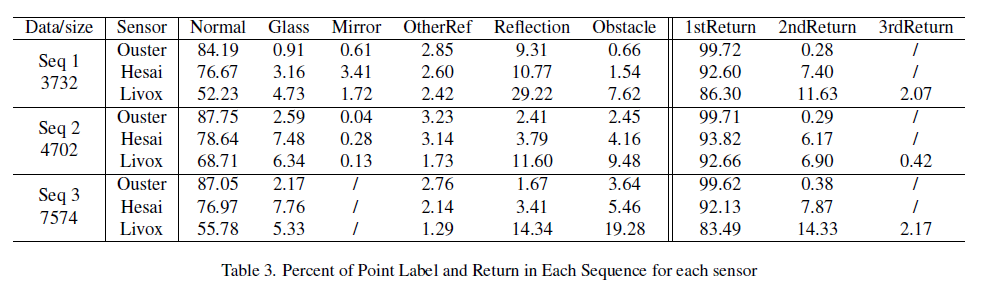 Data/size Sensor Normal Glass Mirror OtherRef Reflection Obstacle 1stReturn 2ndReturn 3rdReturn
Seq 1 3732 Ouster 84.19 0.91 0.61 2.85 9.31 0.66 99.72 0.28 /
Hesai 76.67 3.16 3.41 2.60 10.77 1.54 92.60 7.40 /
Livox 52.23 4.73 1.72 2.42 29.22 7.62 86.30 11.63 2.07
Seq 2 4702 Ouster 87.75 2.59 0.04 3.23 2.41 2.45 99.71 0.29 /
Hesai 78.64 7.48 0.28 3.14 3.79 4.16 93.82 6.17 /
Livox 68.71 6.34 0.13 1.73 11.60 9.48 92.66 6.90 0.42
Seq 3 7574 Ouster 87.05 2.17 / 2.76 1.67 3.64 99.62 0.38 /
Hesai 76.97 7.76 / 2.14 3.41 5.46 92.13 7.87 /
Livox 55.78 5.33 / 1.29 14.34 19.28 83.49 14.33 2.17
Table 3. Percent of Point Label and Return in Each Sequence for each sensor